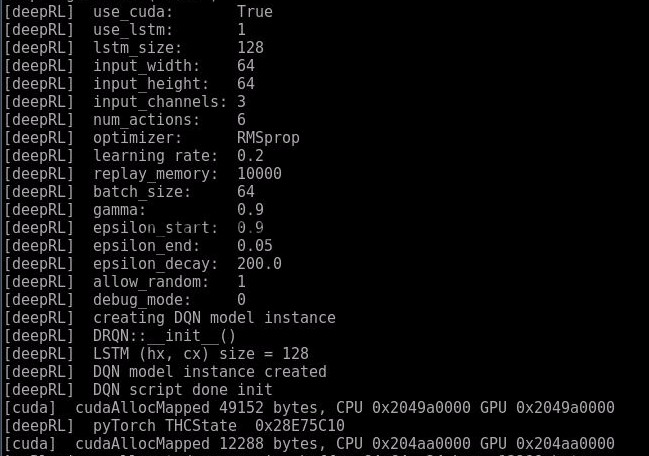 [deepRL]  use_cuda:       True
[deepRL]  use_lstm:       1
[deepRL]  lstm_size:      128
[deepRL]  input_width:    64
[deepRL]  input_height:   64
[deepRL]  input_channels: 3
[deepRL]  num_actions:    6
[deepRL]  optimizer:      RMSprop
[deepRL]  learning rate:  0.2
[deepRL]  replay_memory:  10000
[deepRL]  batch_size:     64
[deepRL]  gamma:          0.9
[deepRL]  epsilon_start:  0.9
[deepRL]  epsilon_end:    0.05
[deepRL]  epsilon_decay:  200.0
[deepRL]  allow_random:   1
[deepRL]  debug_mode:     0
[deepRL]  creating DQN model instance
[deepRL]  DRQN::__init__()
[deepRL]  LSTM (hx, cx) size = 128
[deepRL]  DQN model instance created
[deepRL]  DQN script done init
[cuda]  cudaAllocMapped 49152 bytes, CPU 0x2049a0000 GPU 0x2049a0000
[deepRL]  pyTorch THCState  0x28E75C10
[cuda]  cudaAllocMapped 12288 bytes, CPU 0x204aa0000 GPU 0x204aa0000